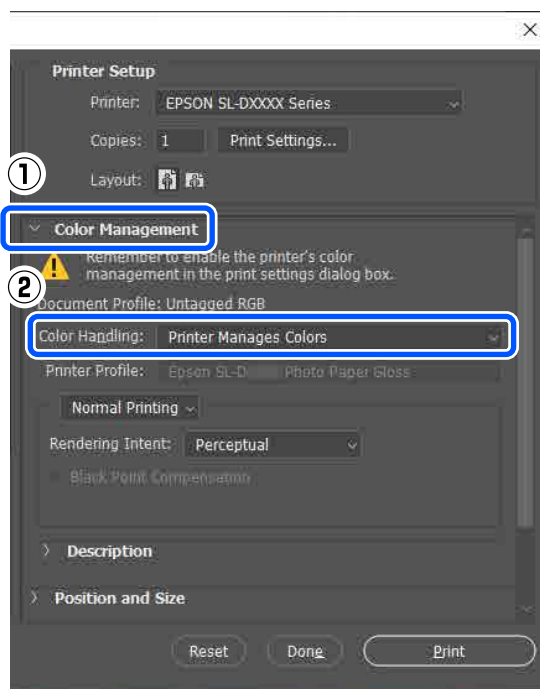 Printer Setup
Printer: EPSON SL-DXXXX Series
Copies: 1 Print Settings...
Layout:
①
Color Management
Remember to enable the printer's color
management in the print settings dialog box.
②
Document Profile: Untagged RGB
Color Handling: Printer Manages Colors
Printer Profile: Epson SL-D Photo Paper Gloss
Normal Printing
Rendering Intent: Perceptual
Black Point Compensation
Description
Position and Size
Reset Done Print